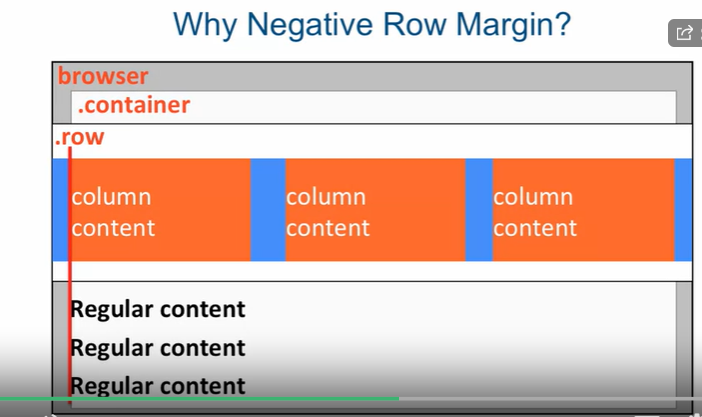 Why Negative Row Margin?
browser
.container
.row
column column column
content content content
Regular content
Regular content
Regular content